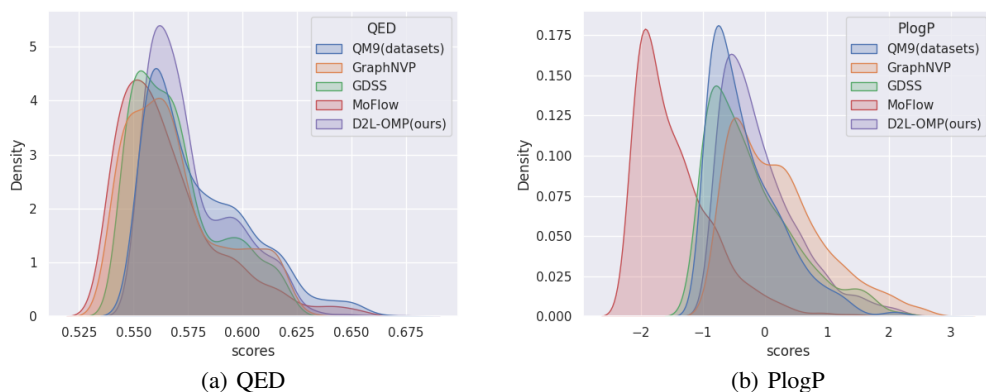 QED
QM9(datasets)
GraphNVP
GDSS
MoFlow
D2L-OMP(ours)
Density
5
4
3
2
1
0
0.525 0.550 0.575 0.600 0.625 0.650 0.675
scores
(a) QED
PlogP
QM9(datasets)
GraphNVP
GDSS
MoFlow
D2L-OMP(ours)
Density
0.175
0.150
0.125
0.100
0.075
0.050
0.025
0.000
−2 −1 0 1 2 3
scores
(b) PlogP